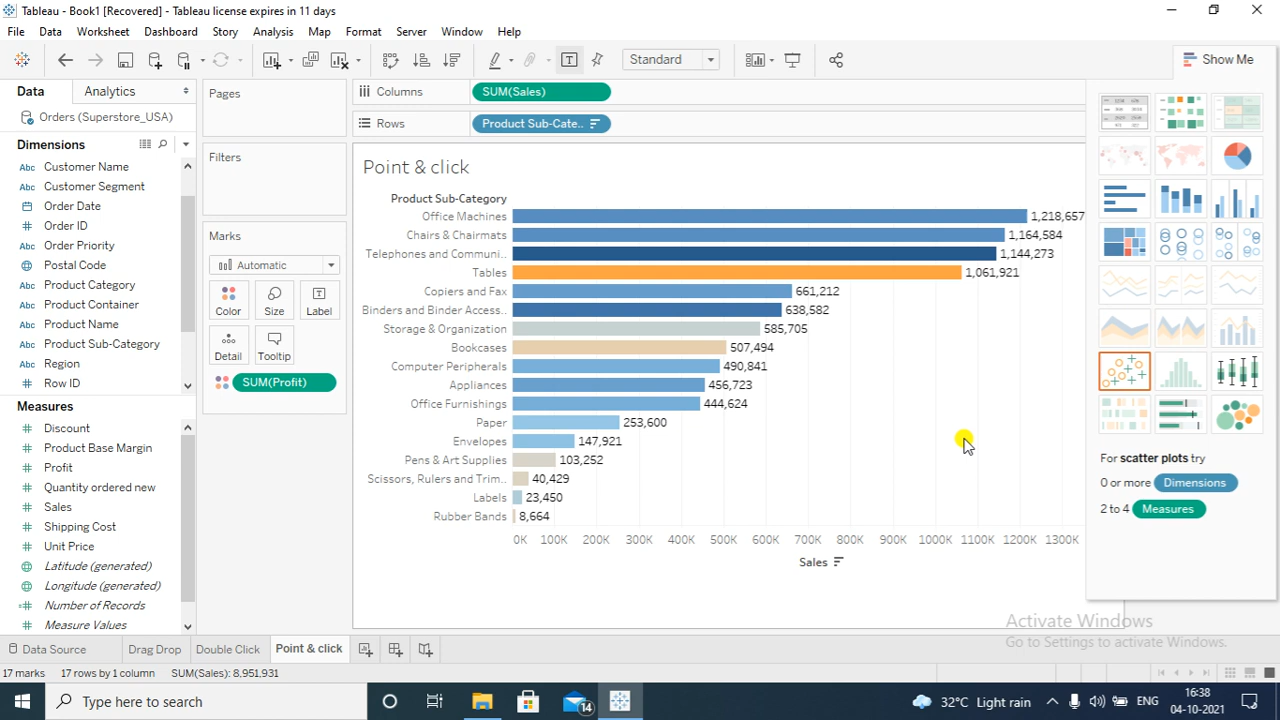 Tableau - Book1 [Recovered] - Tableau license expires in 11 days
File Data Worksheet Dashboard Story Analysis Map Format Server Window Help
Standard
Show Me
Data Analytics
Orders (Superstore_USA)
Dimensions
Abc Customer Name
Abc Customer Segment
Order Date
# Order ID
Abc Order Priority
Postal Code
Abc Product Category
Abc Product Container
Abc Product Name
Abc Product Sub-Category
Abc Region
# Row ID
Measures
# Discount
# Product Base Margin
# Profit
# Quantity ordered new
# Sales
# Shipping Cost
# Unit Price
Latitude (generated)
Longitude (generated)
=# Number of Records
# Measure Values
Pages
Filters
Marks
Automatic
Color Size Label
Detail Tooltip
SUM(Profit)
Columns SUM(Sales)
Rows Product Sub-Cate..
Point & click
Product Sub-Category
Office Machines 1,218,657
Chairs & Chairmats 1,164,584
Telephones and Communi.. 1,144,273
Tables 1,061,921
Copiers and Fax 661,212
Binders and Binder Access.. 638,582
Storage & Organization 585,705
Bookcases 507,494
Computer Peripherals 490,841
Appliances 456,723
Office Furnishings 444,624
Paper 253,600
Envelopes 147,921
Pens & Art Supplies 103,252
Scissors, Rulers and Trim.. 40,429
Labels 23,450
Rubber Bands 8,664
0K 100K 200K 300K 400K 500K 600K 700K 800K 900K 1000K 1100K 1200K 1300K
Sales
For scatter plots try
0 or more Dimensions
2 to 4 Measures
Activate Windows
Go to Settings to activate Windows.
Data Source Drag Drop Double Click Point & click
17 marks 17 rows by 1 column SUM(Sales): 8,951,931
Type here to search
14
32°C Light rain
ENG
16:38
04-10-2021